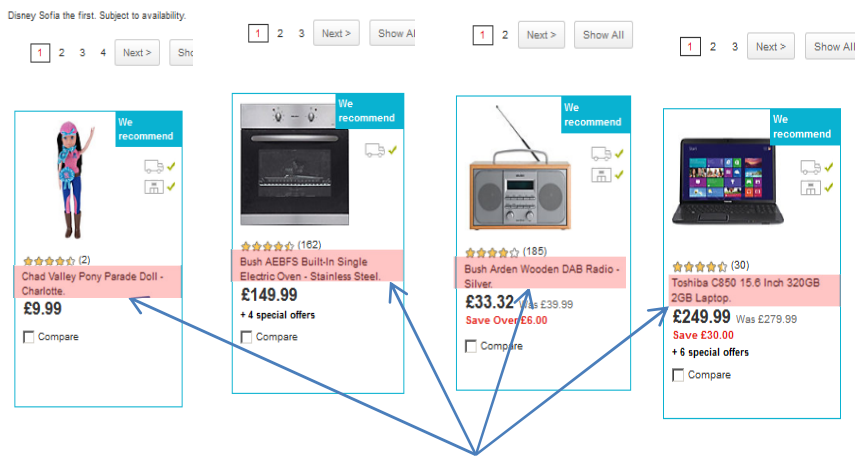 Disney Sofia the first. Subject to availability.
1 2 3 4 Next >
1 2 3 Next > Show
1 2 Next > Show All
1 2 3 Next > Show All
We
recommend
(2)
Chad Valley Pony Parade Doll -
Charlotte.
£9.99
Compare
We
recommend
(162)
Bush AEBFS Built-In Single
Electric Oven - Stainless Steel.
£149.99
+ 4 special offers
Compare
We
recommend
(185)
Bush Arden Wooden DAB Radio -
Silver.
£33.32 Was £39.99
Save Over £6.00
Compare
We
recommend
(30)
Toshiba C850 15.6 Inch 320GB
2GB Laptop.
£249.99 Was £279.99
Save £30.00
+ 6 special offers
Compare